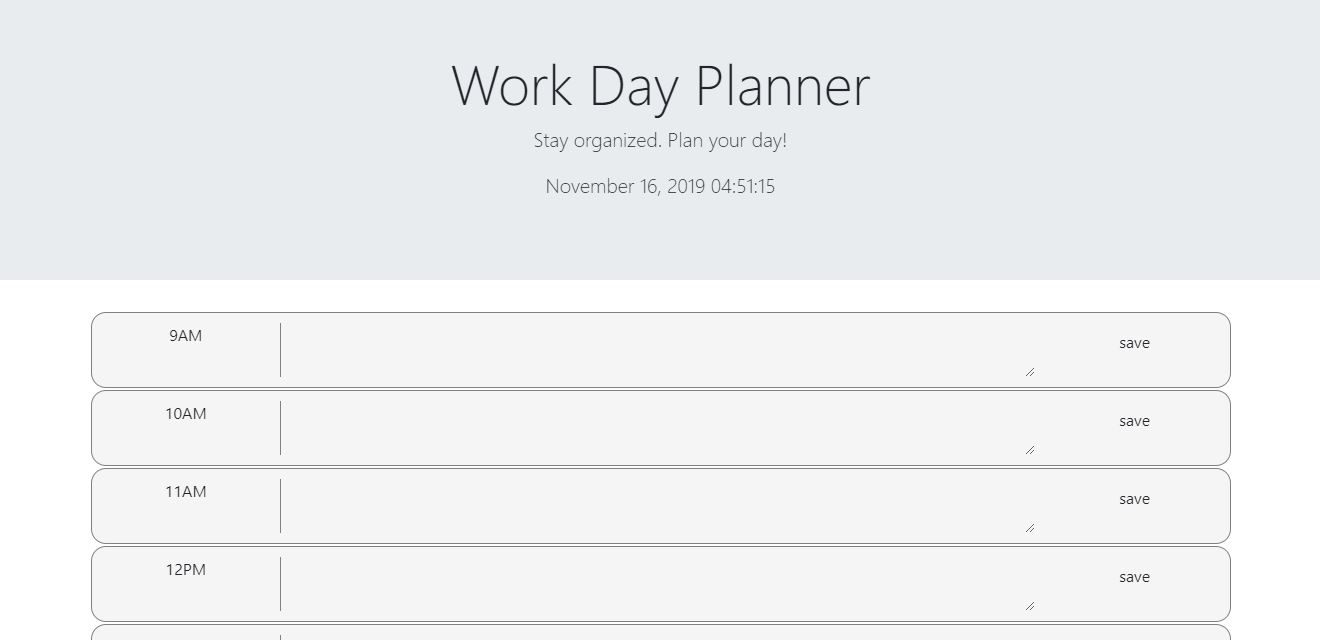 Work Day Planner
Stay organized. Plan your day!
November 16, 2019 04:51:15
9AM
save
10AM
save
11AM
save
12PM
save